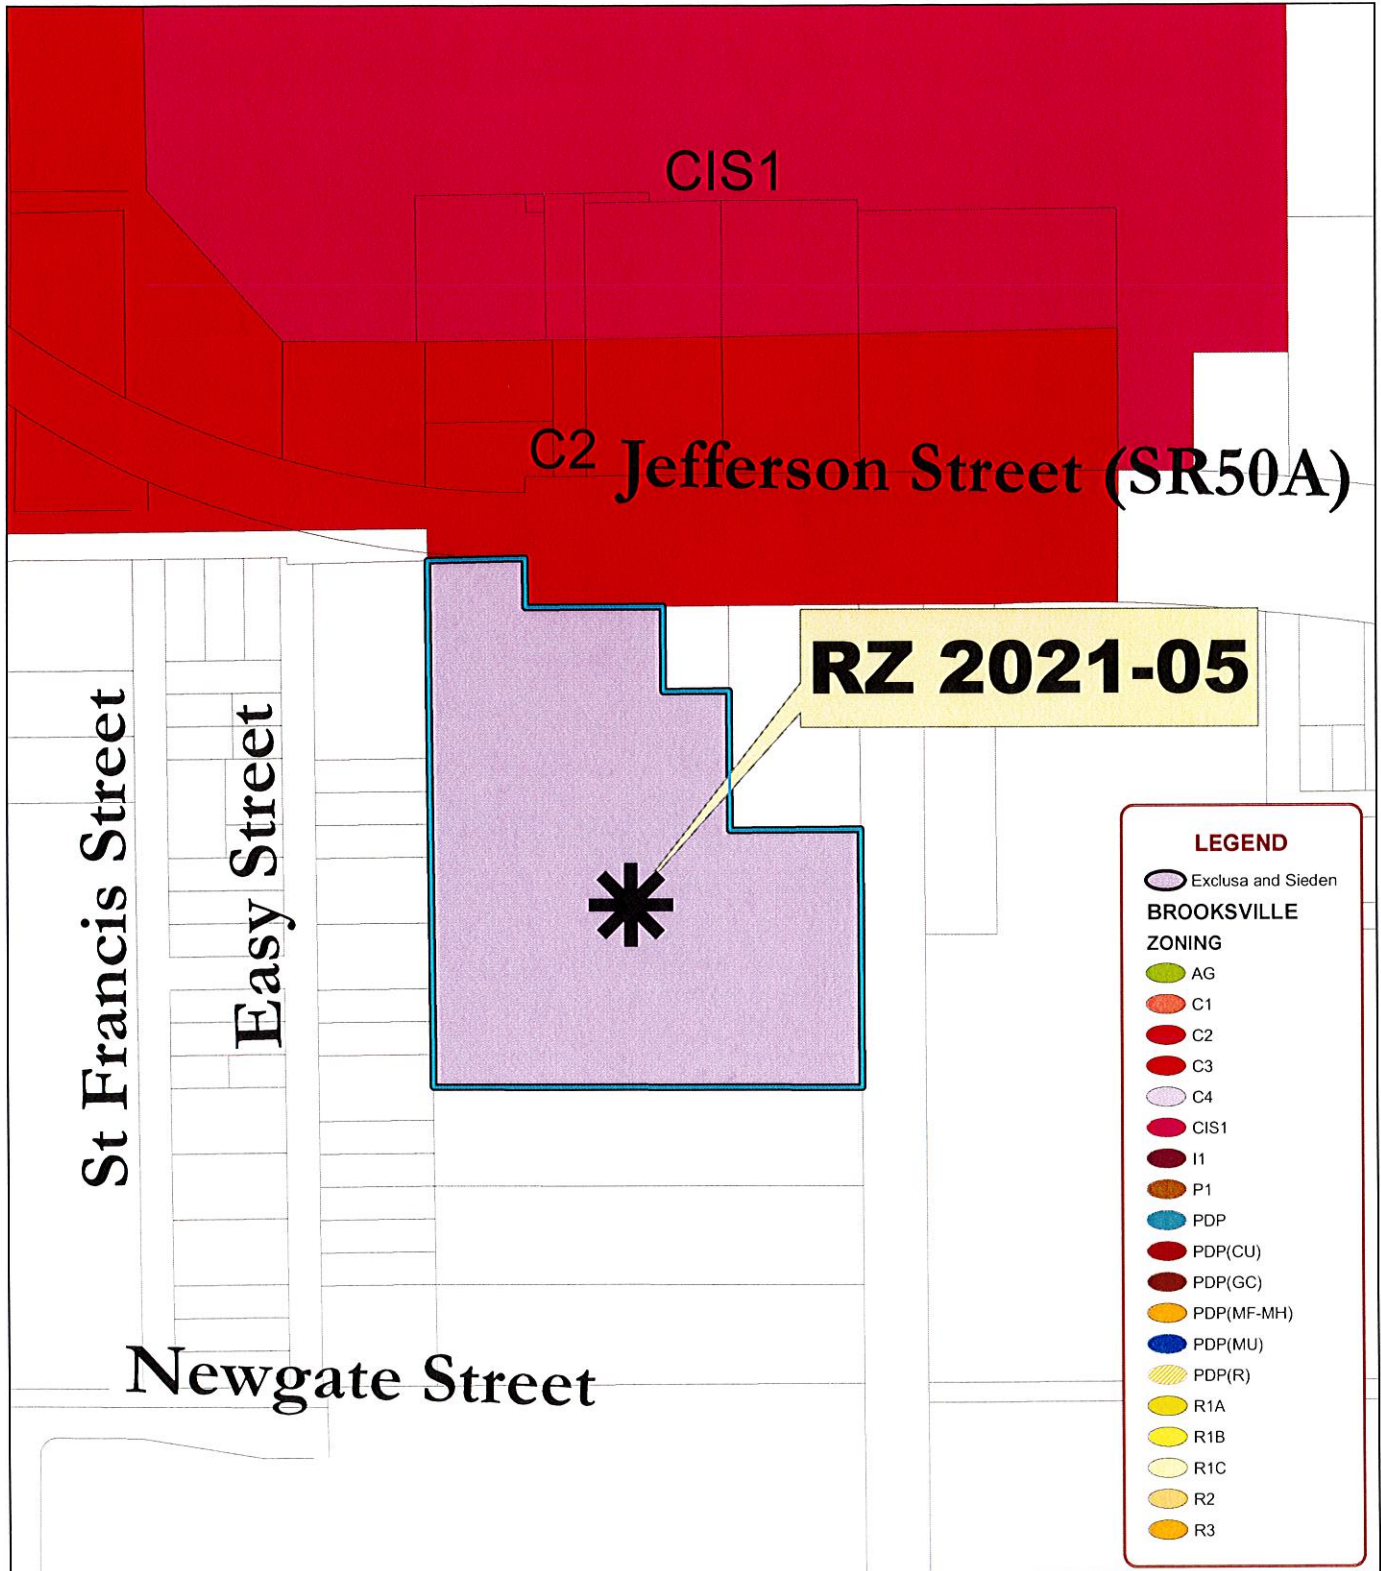 CIS1
C2
Jefferson Street (SR50A)
RZ 2021-05
St Francis Street
Easy Street
Newgate Street
LEGEND
Exclusa and Sieden
BROOKSVILLE
ZONING
AG
C1
C2
C3
C4
CIS1
I1
P1
PDP
PDP(CU)
PDP(GC)
PDP(MF-MH)
PDP(MU)
PDP(R)
R1A
R1B
R1C
R2
R3